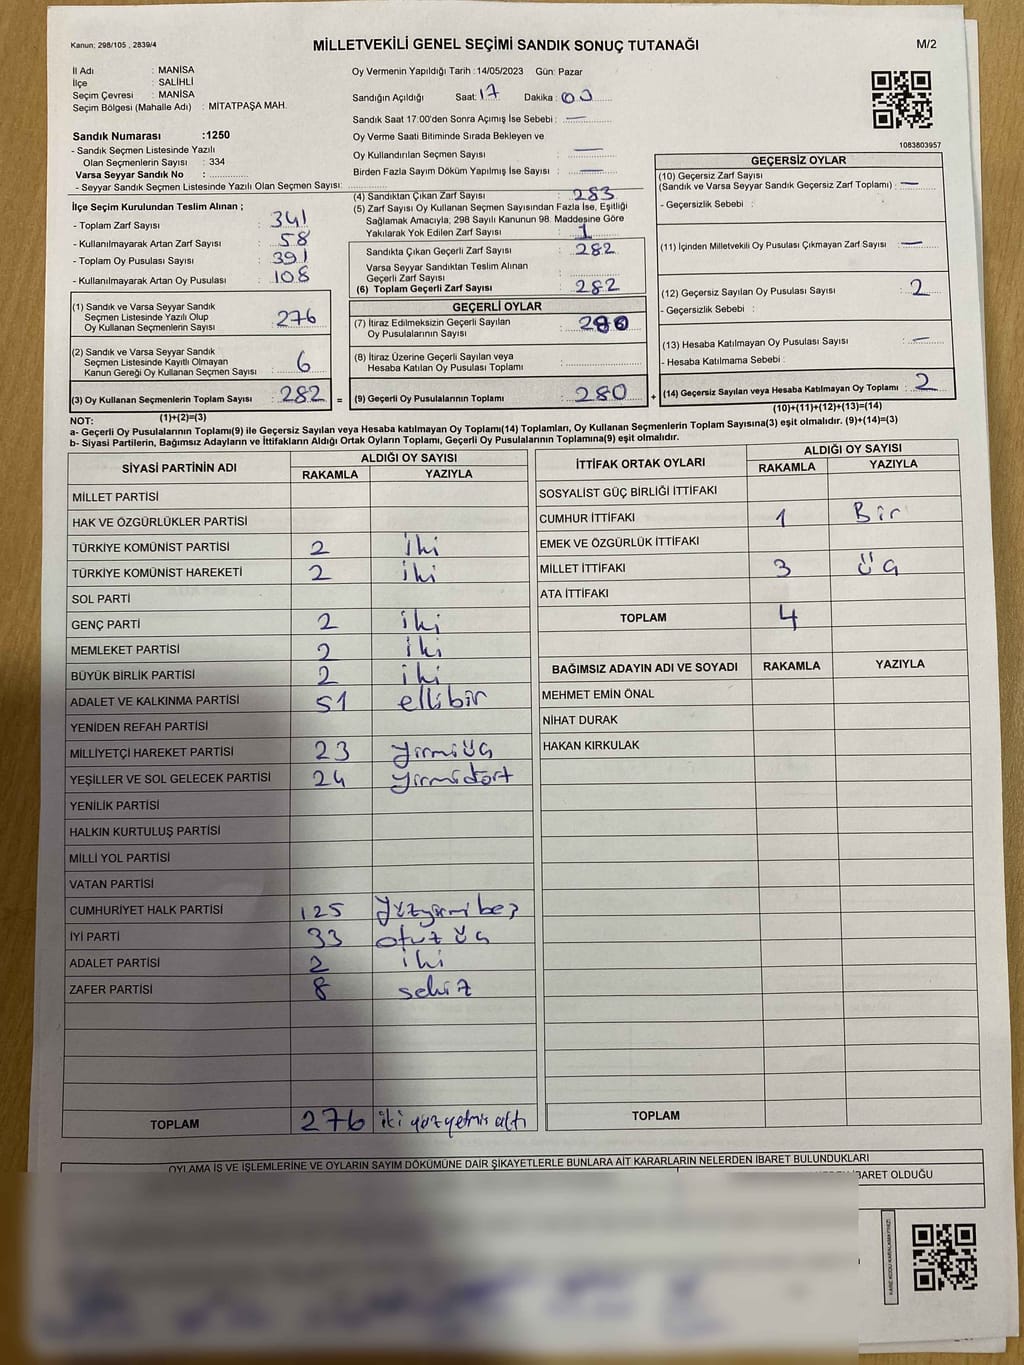 Kanun; 298/105 , 2839/4
MİLLETVEKİLİ GENEL SEÇİMİ SANDIK SONUÇ TUTANAĞI
M/2
İl Adı : MANİSA
İlçe : SALİHLİ
Seçim Çevresi : MANİSA
Seçim Bölgesi (Mahalle Adı) : MİTATPAŞA MAH.
Oy Vermenin Yapıldığı Tarih :14/05/2023 Gün: Pazar
Sandığın Açıldığı Saat: 17 Dakika : 00
Sandık Saat 17:00'den Sonra Açımış İse Sebebi : —
Oy Verme Saati Bitiminde Sırada Bekleyen ve
Oy Kullandırılan Seçmen Sayısı : —
Birden Fazla Sayım Döküm Yapılmış İse Sayısı : —
1083803957
Sandık Numarası :1250
- Sandık Seçmen Listesinde Yazılı
Olan Seçmenlerin Sayısı : 334
Varsa Seyyar Sandık No :
- Seyyar Sandık Seçmen Listesinde Yazılı Olan Seçmen Sayısı:
İlçe Seçim Kurulundan Teslim Alınan ;
- Toplam Zarf Sayısı : 341
- Kullanılmayarak Artan Zarf Sayısı : 58
- Toplam Oy Pusulası Sayısı : 391
- Kullanılmayarak Artan Oy Pusulası : 108
(1) Sandık ve Varsa Seyyar Sandık
Seçmen Listesinde Yazılı Olup
Oy Kullanan Seçmenlerin Sayısı : 276
(2) Sandık ve Varsa Seyyar Sandık
Seçmen Listesinde Kayıtlı Olmayan
Kanun Gereği Oy Kullanan Seçmen Sayısı : 6
(3) Oy Kullanan Seçmenlerin Toplam Sayısı : 282 =
(1)+(2)=(3)
(4) Sandıktan Çıkan Zarf Sayısı : 283
(5) Zarf Sayısı Oy Kullanan Seçmen Sayısından Fazla İse, Eşitliği
Sağlamak Amacıyla, 298 Sayılı Kanunun 98. Maddesine Göre
Yakılarak Yok Edilen Zarf Sayısı : 1
Sandıkta Çıkan Geçerli Zarf Sayısı : 282
Varsa Seyyar Sandıktan Teslim Alınan
Geçerli Zarf Sayısı :
(6) Toplam Geçerli Zarf Sayısı : 282
GEÇERLİ OYLAR
(7) İtiraz Edilmeksizin Geçerli Sayılan
Oy Pusulalarının Sayısı : 280
(8) İtiraz Üzerine Geçerli Sayılan veya
Hesaba Katılan Oy Pusulası Toplamı :
(9) Geçerli Oy Pusulalarının Toplamı : 280 +
GEÇERSİZ OYLAR
(10) Geçersiz Zarf Sayısı
(Sandık ve Varsa Seyyar Sandık Geçersiz Zarf Toplamı) : —
- Geçersizlik Sebebi :
(11) İçinden Milletvekili Oy Pusulası Çıkmayan Zarf Sayısı : —
(12) Geçersiz Sayılan Oy Pusulası Sayısı : 2
- Geçersizlik Sebebi :
(13) Hesaba Katılmayan Oy Pusulası Sayısı : —
- Hesaba Katılmama Sebebi :
(14) Geçersiz Sayılan veya Hesaba Katılmayan Oy Toplamı : 2
(10)+(11)+(12)+(13)=(14)
NOT:
a- Geçerli Oy Pusulalarının Toplamı(9) ile Geçersiz Sayılan veya Hesaba katılmayan Oy Toplamı(14) Toplamları, Oy Kullanan Seçmenlerin Toplam Sayısına(3) eşit olmalıdır. (9)+(14)=(3)
b- Siyasi Partilerin, Bağımsız Adayların ve İttifakların Aldığı Ortak Oyların Toplamı, Geçerli Oy Pusulalarının Toplamına(9) eşit olmalıdır.
SİYASİ PARTİNİN ADI ALDIĞI OY SAYISI
RAKAMLA YAZIYLA
MİLLET PARTİSİ
HAK VE ÖZGÜRLÜKLER PARTİSİ
TÜRKİYE KOMÜNİST PARTİSİ 2 iki
TÜRKİYE KOMÜNİST HAREKETİ 2 iki
SOL PARTİ
GENÇ PARTİ 2 iki
MEMLEKET PARTİSİ 2 iki
BÜYÜK BİRLİK PARTİSİ 2 iki
ADALET VE KALKINMA PARTİSİ 51 ellibir
YENİDEN REFAH PARTİSİ
MİLLİYETÇİ HAREKET PARTİSİ 23 yirmiüç
YEŞİLLER VE SOL GELECEK PARTİSİ 24 yirmidört
YENİLİK PARTİSİ
HALKIN KURTULUŞ PARTİSİ
MİLLİ YOL PARTİSİ
VATAN PARTİSİ
CUMHURİYET HALK PARTİSİ 125 yüzyirmibeş
İYİ PARTİ 33 otuz üç
ADALET PARTİSİ 2 iki
ZAFER PARTİSİ 8 sekiz
TOPLAM 276 iki yüzyetmiş altı
İTTİFAK ORTAK OYLARI ALDIĞI OY SAYISI
RAKAMLA YAZIYLA
SOSYALİST GÜÇ BİRLİĞİ İTTİFAKI
CUMHUR İTTİFAKI 1 Bir
EMEK VE ÖZGÜRLÜK İTTİFAKI
MİLLET İTTİFAKI 3 üç
ATA İTTİFAKI
TOPLAM 4
BAĞIMSIZ ADAYIN ADI VE SOYADI RAKAMLA YAZIYLA
MEHMET EMİN ÖNAL
NİHAT DURAK
HAKAN KIRKULAK
TOPLAM
OYLAMA İŞ VE İŞLEMLERİNE VE OYLARIN SAYIM DÖKÜMÜNE DAİR ŞİKAYETLERLE BUNLARA AİT KARARLARIN NELERDEN İBARET BULUNDUKLARI
İBARET OLDUĞU